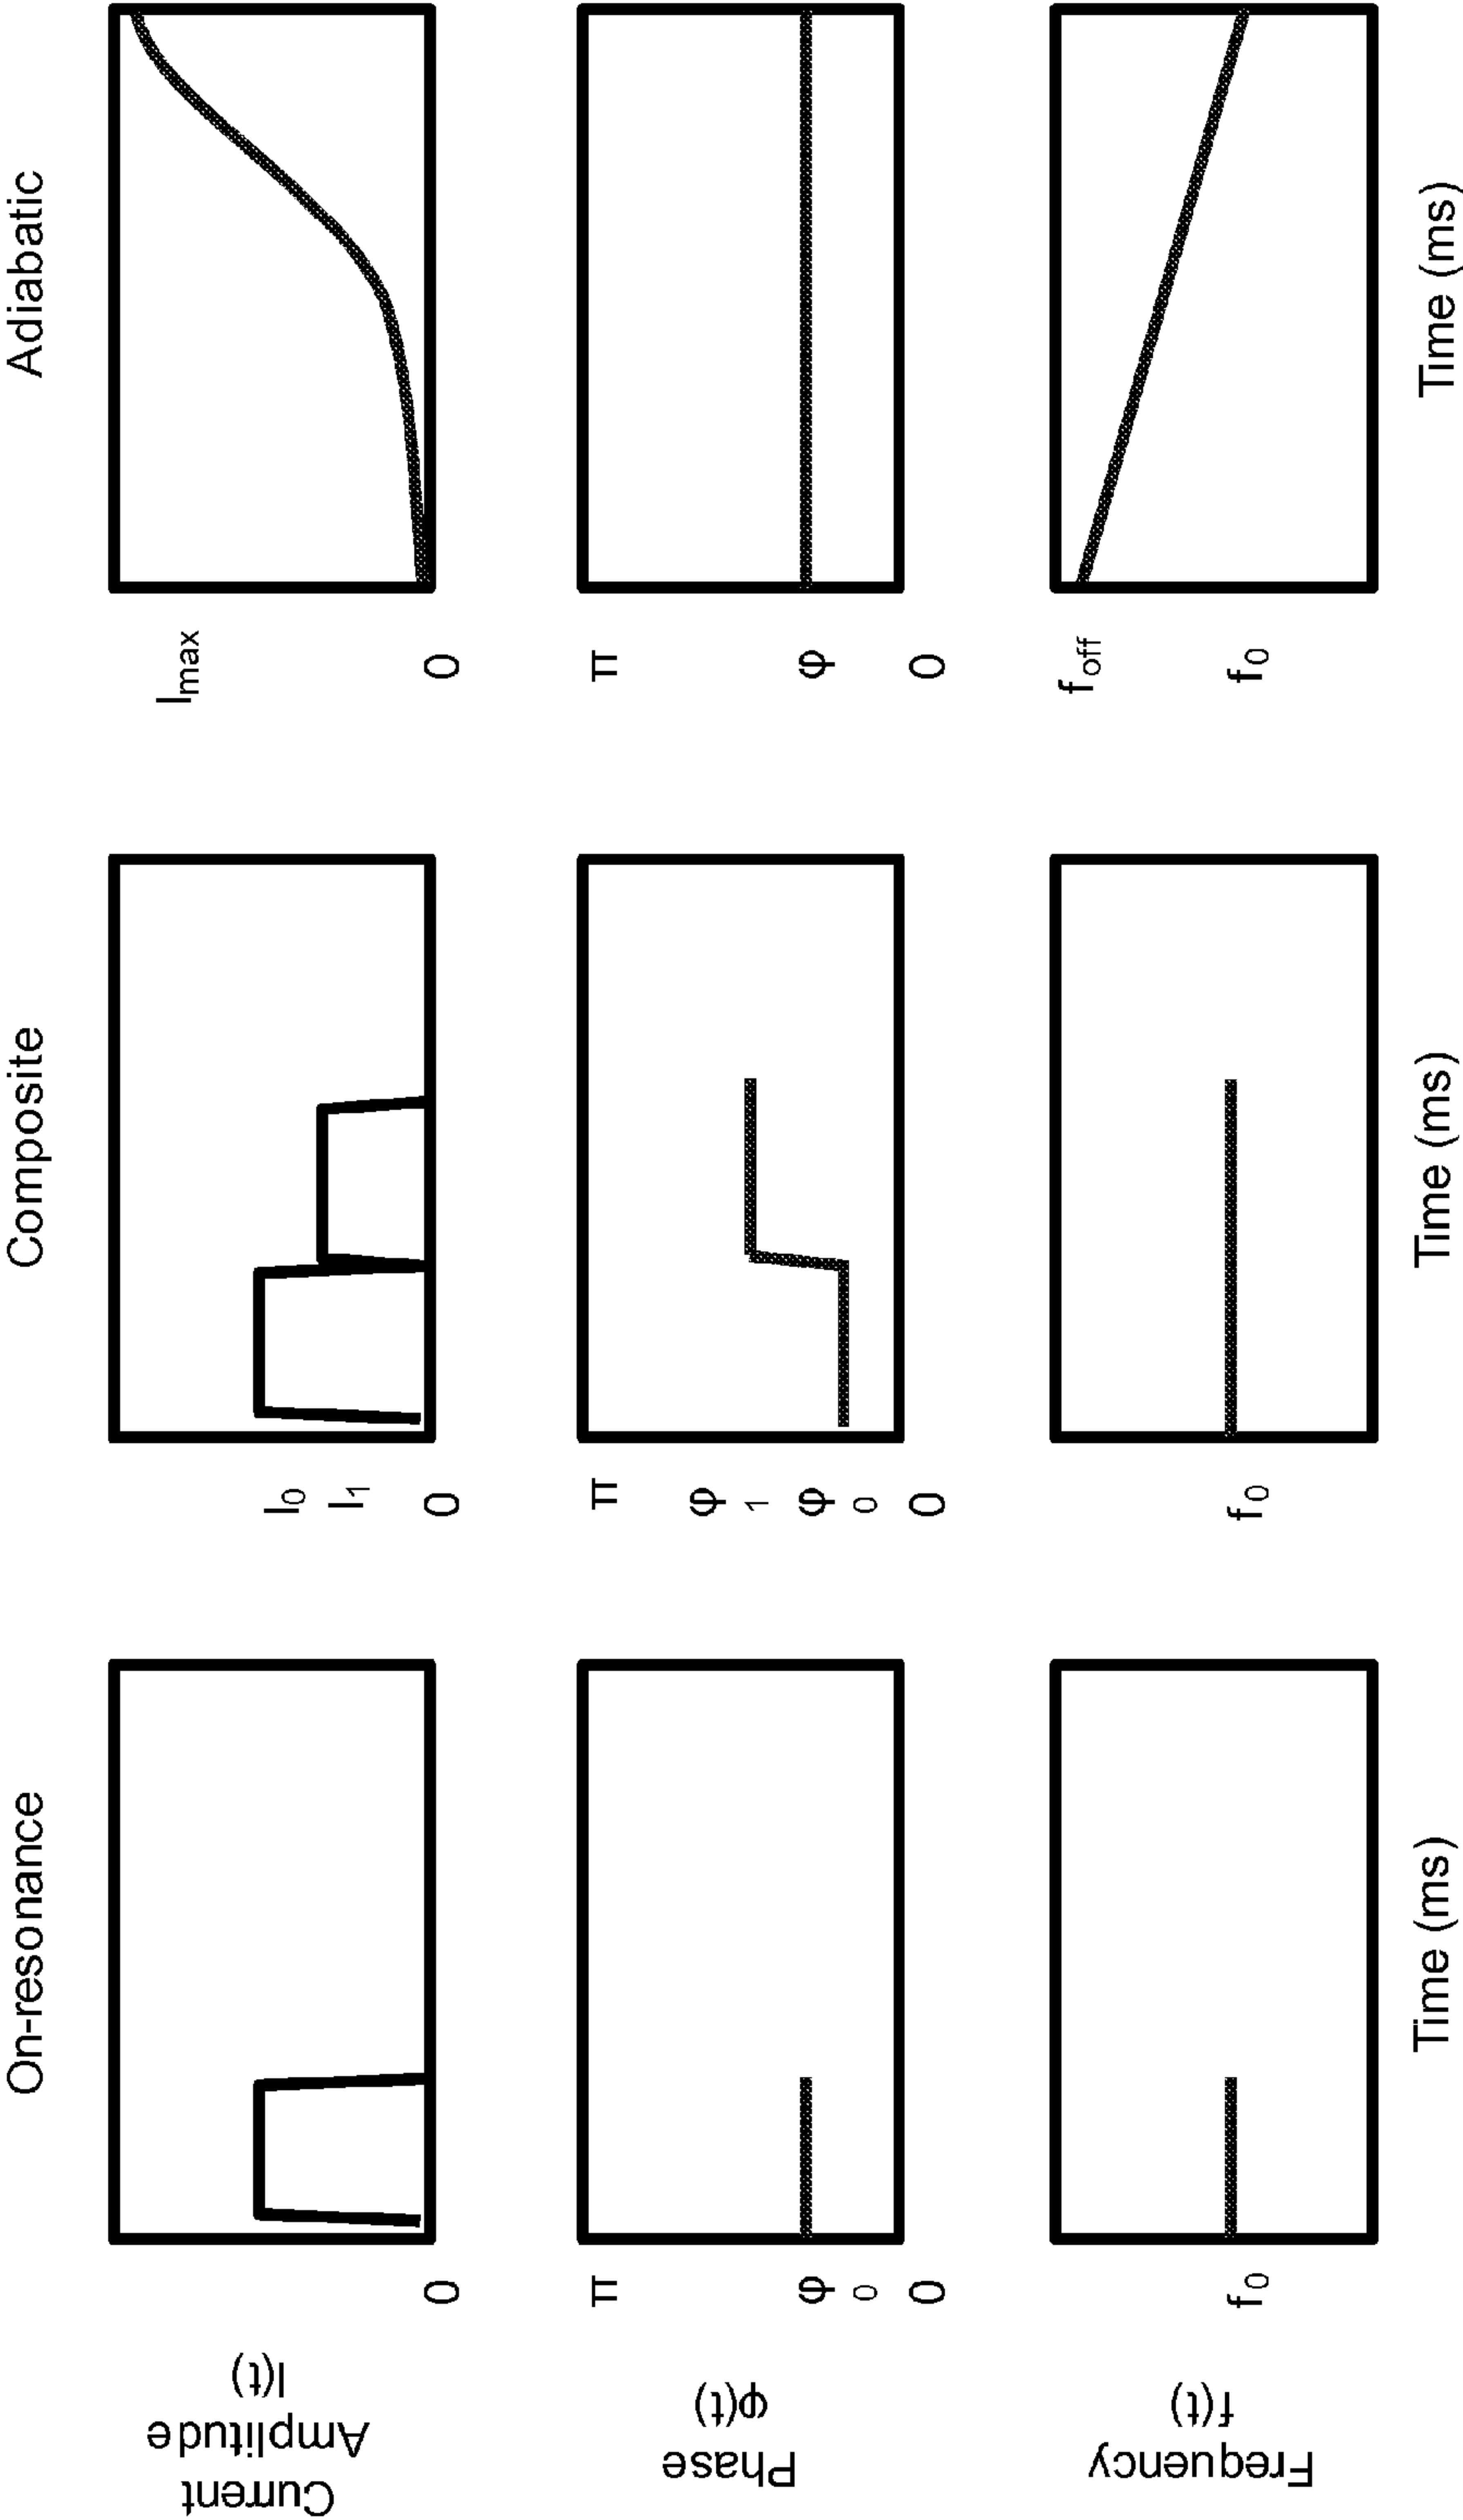 On-resonance
Composite
Adiabatic
Current
Amplitude
I(t)
0
I0
I1
0
Imax
0
Phase
φ(t)
π
φ0
0
π
φ1
φ0
0
π
φ
0
Frequency
f(t)
f0
f0
foff
f0
Time (ms)
Time (ms)
Time (ms)